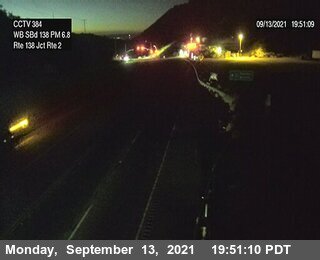 CCTV 384
09/13/2021 19:51:09
WB SBd 138 PM 6.8
Rte 138 Jct Rte 2
Monday, September 13, 2021 19:51:10 PDT